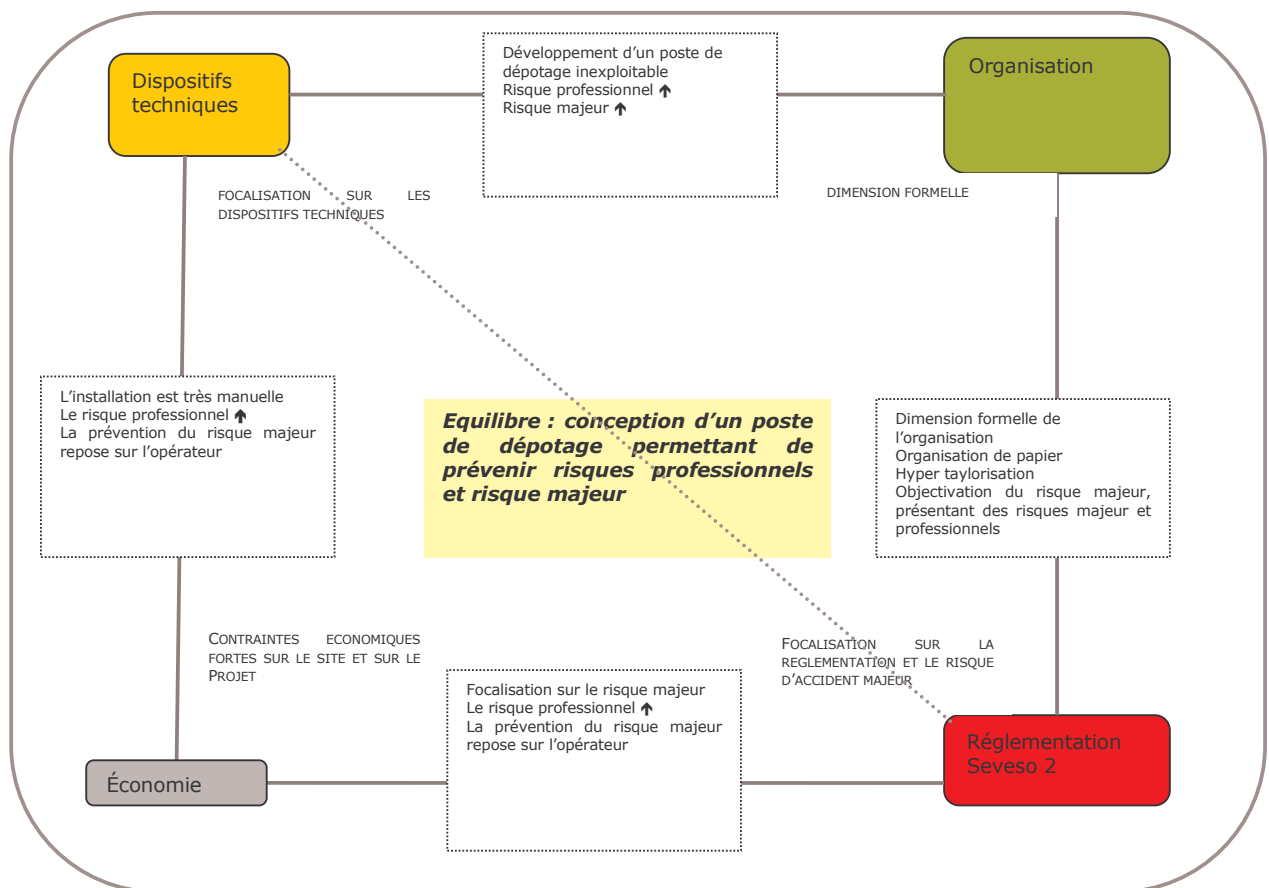 Dispositifs
techniques
Développement d'un poste de
dépotage inexploitable
Risque professionnel ↑
Risque majeur ↑
Organisation
FOCALISATION SUR LES
DISPOSITIFS TECHNIQUES
DIMENSION FORMELLE
L'installation est très manuelle
Le risque professionnel ↑
La prévention du risque majeur
repose sur l'opérateur
Equilibre : conception d'un poste
de dépotage permettant de
prévenir risques professionnels
et risque majeur
Dimension formelle de
l'organisation
Organisation de papier
Hyper taylorisation
Objectivation du risque majeur,
présentant des risques majeur et
professionnels
CONTRAINTES ECONOMIQUES
FORTES SUR LE SITE ET SUR LE
PROJET
Focalisation sur le risque majeur
Le risque professionnel ↑
La prévention du risque majeur
repose sur l'opérateur
FOCALISATION SUR LA
REGLEMENTATION ET LE RISQUE
D'ACCIDENT MAJEUR
Économie
Réglementation
Seveso 2